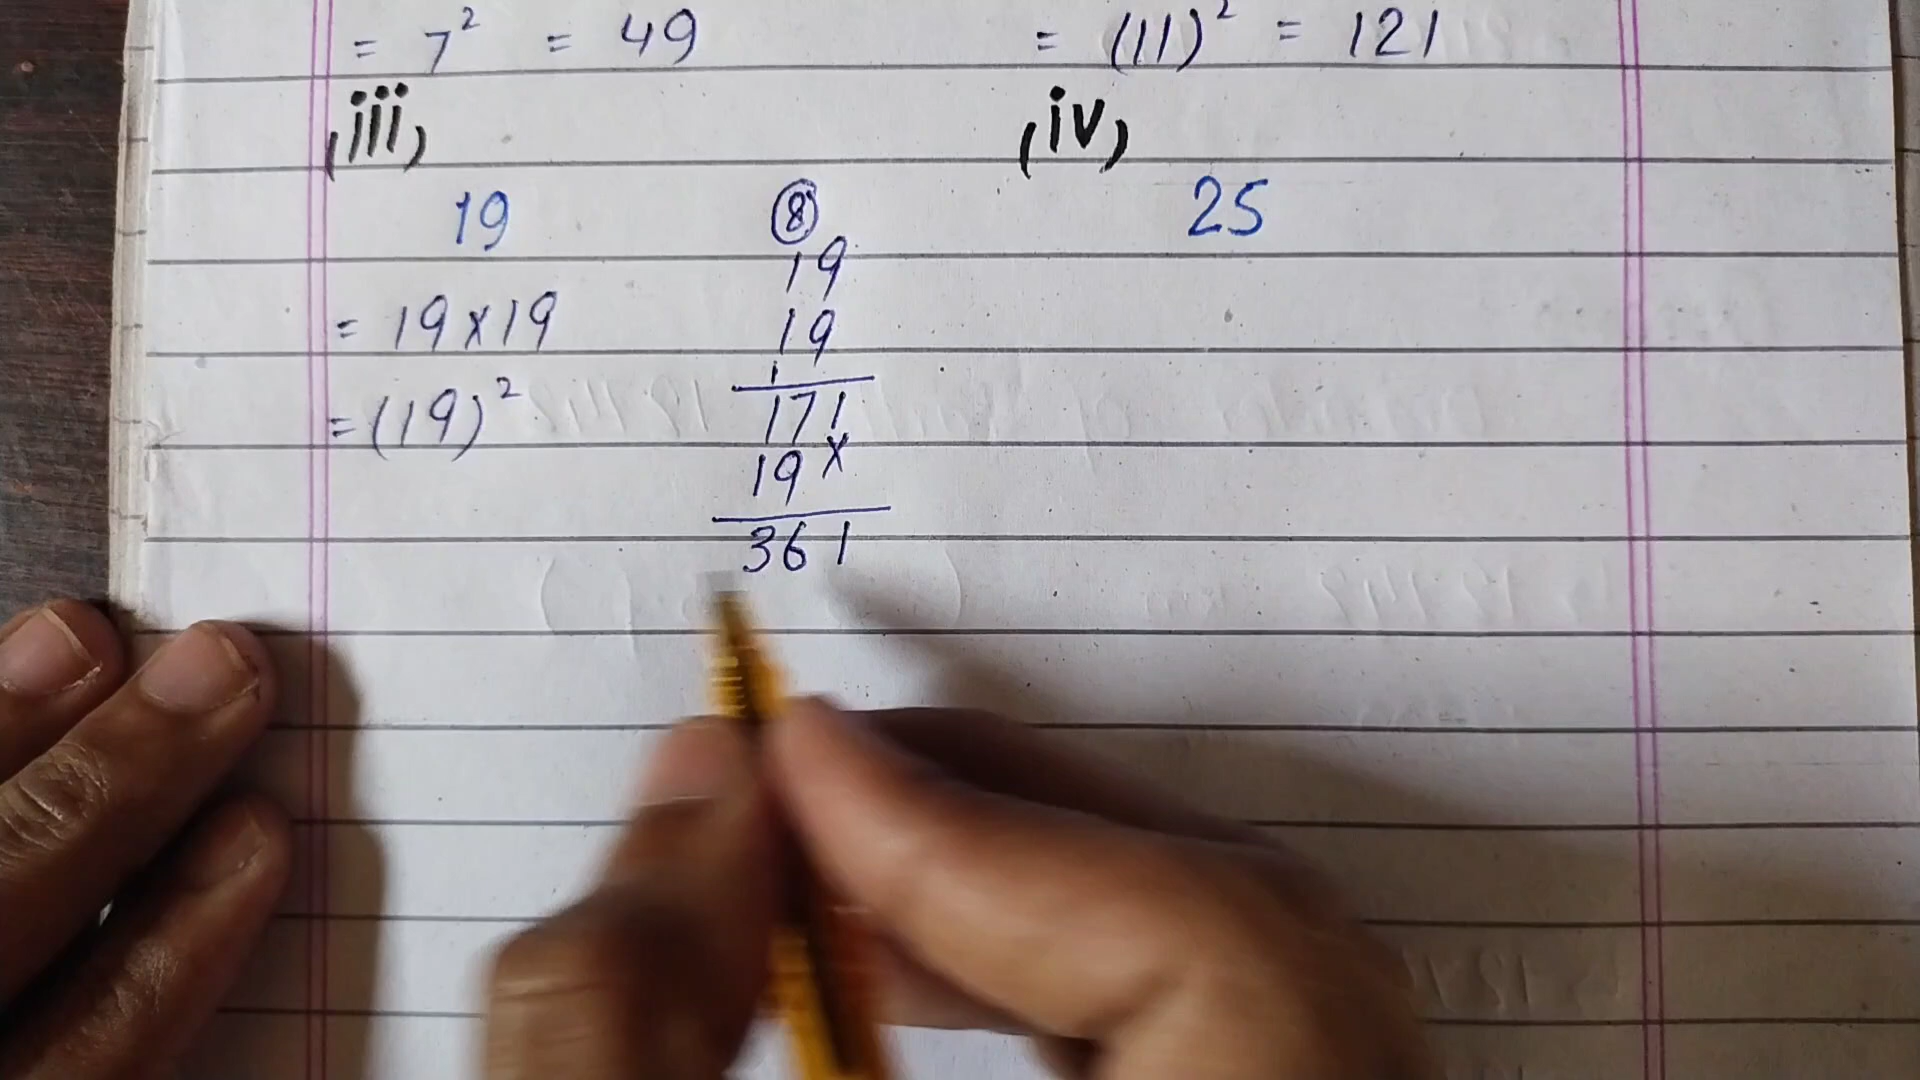 = 7² = 49
= (11)² = 121
(iii)
19
= 19 x 19
= (19)²
⑧
19
19
1
171
19 x
361
(iv)
25